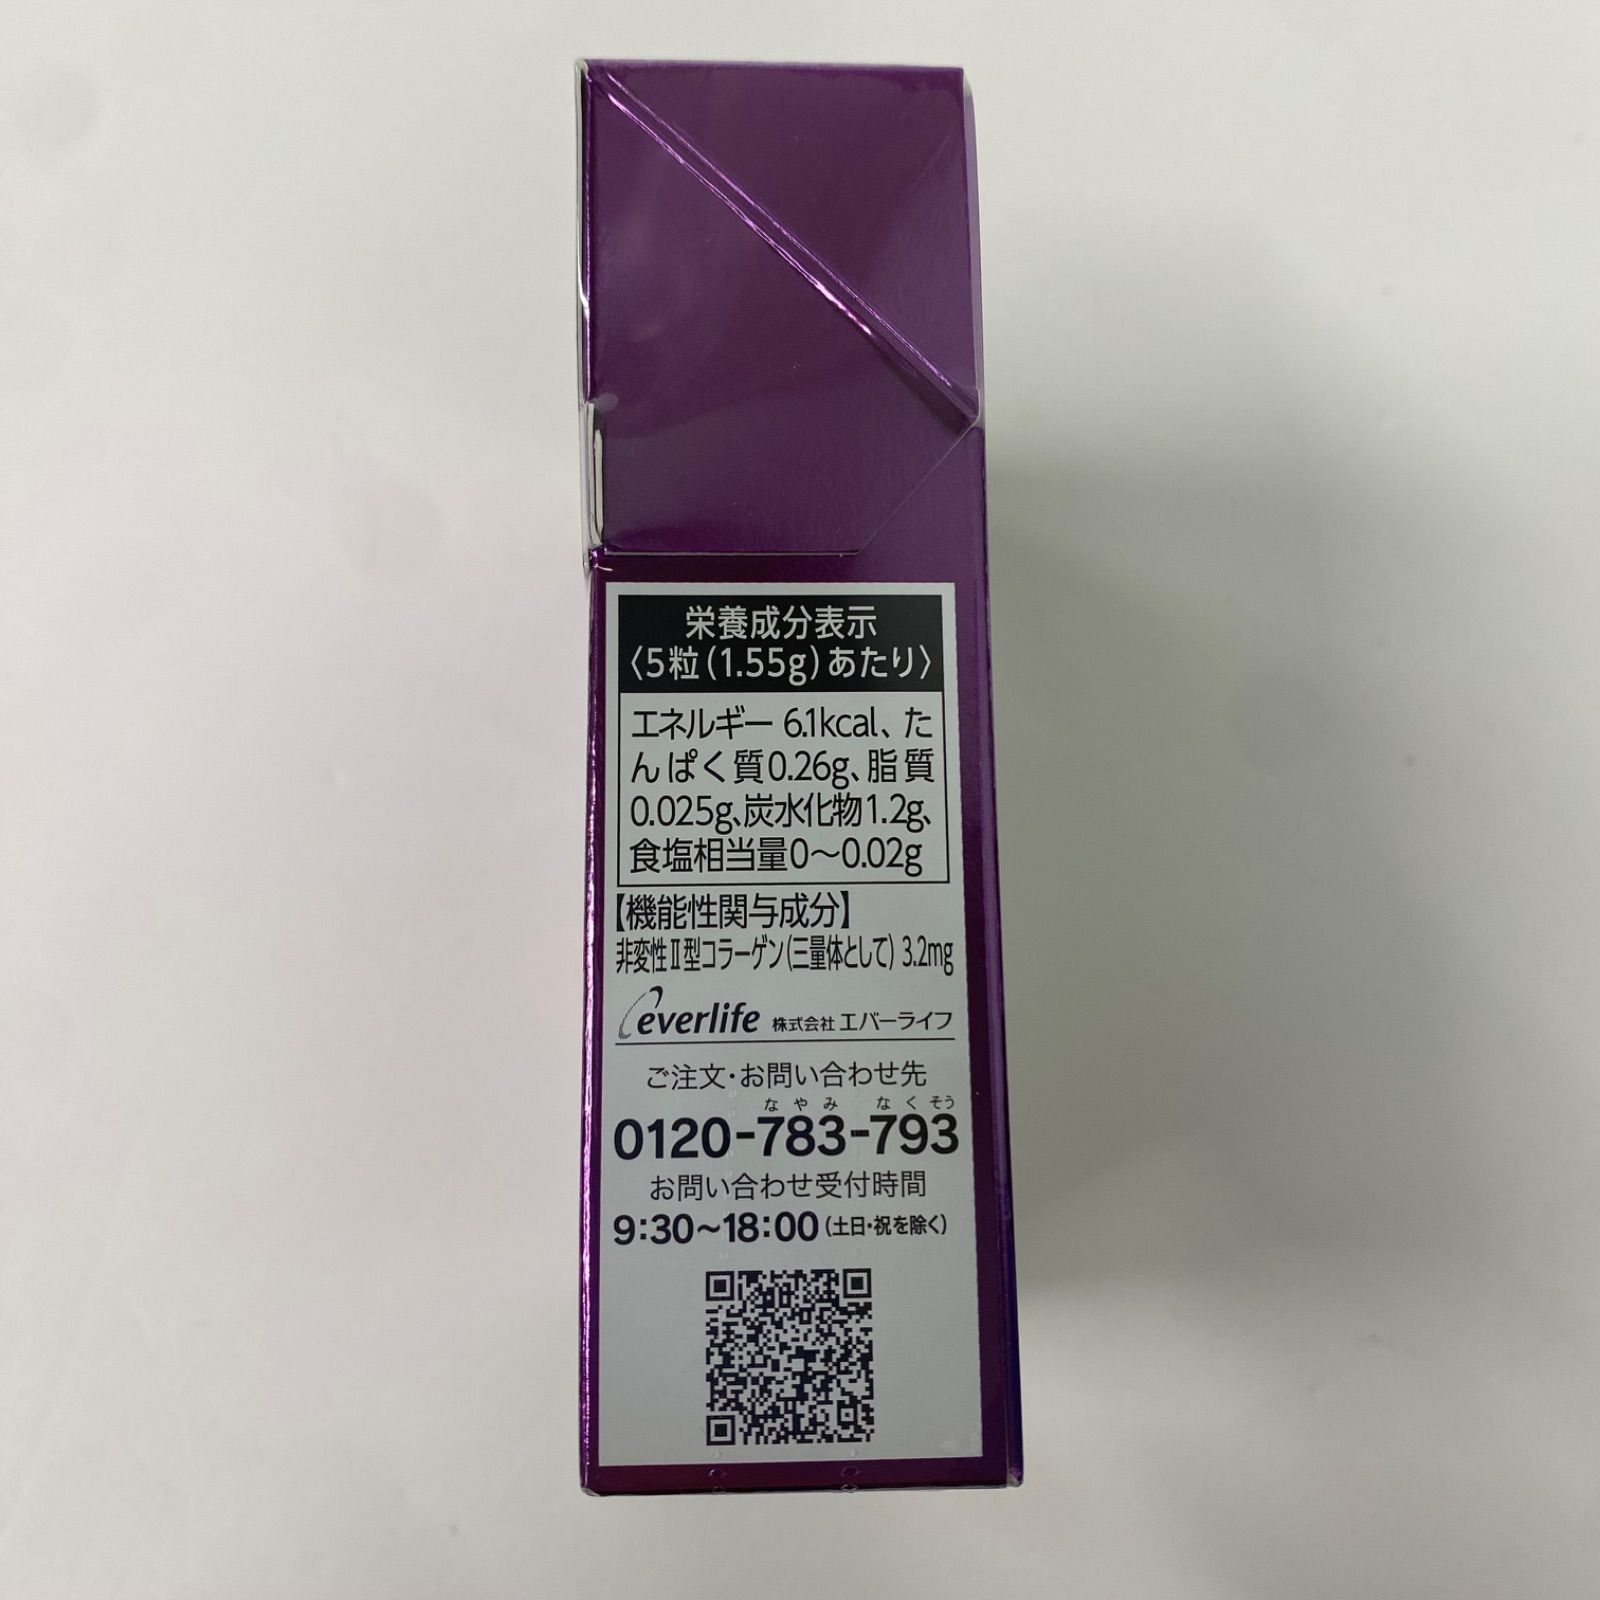 栄養成分表示
〈5粒(1.55g)あたり〉
エネルギー 6.1kcal、た
んぱく質0.26g、脂質
0.025g、炭水化物1.2g、
食塩相当量0～0.02g
【機能性関与成分】
非変性Ⅱ型コラーゲン(三量体として) 3.2mg
everlife 株式会社エバーライフ
ご注文・お問い合わせ先
なやみ なくそう
0120-783-793
お問い合わせ受付時間
9:30～18:00(土日・祝を除く)